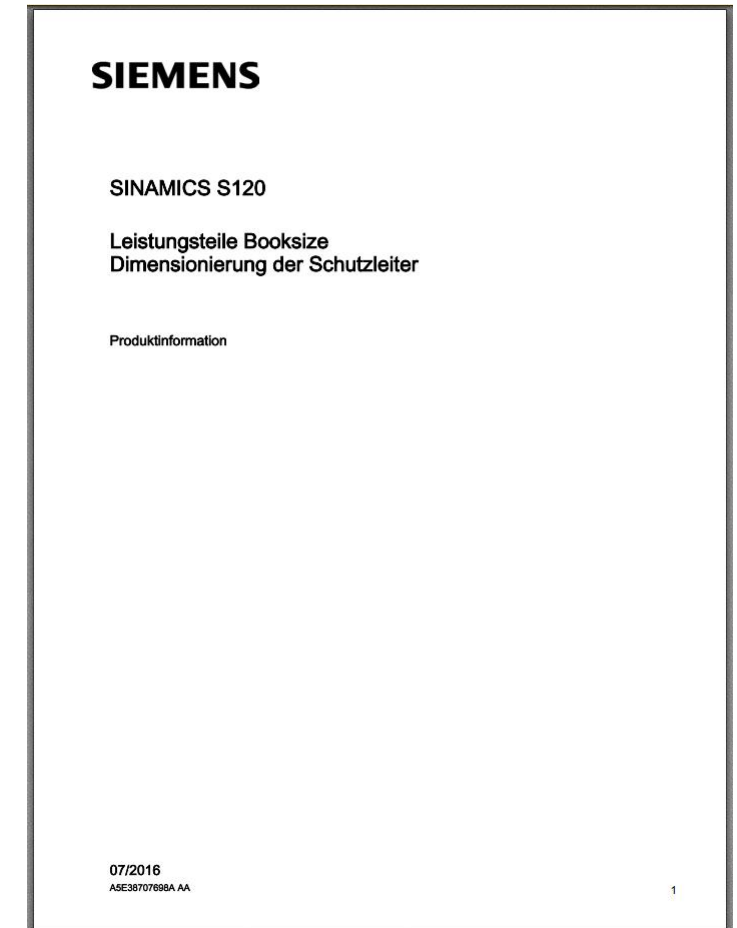 SIEMENS
SINAMICS S120
Leistungsteile Booksize
Dimensionierung der Schutzleiter
Produktinformation
07/2016
A5E38707698A AA
1